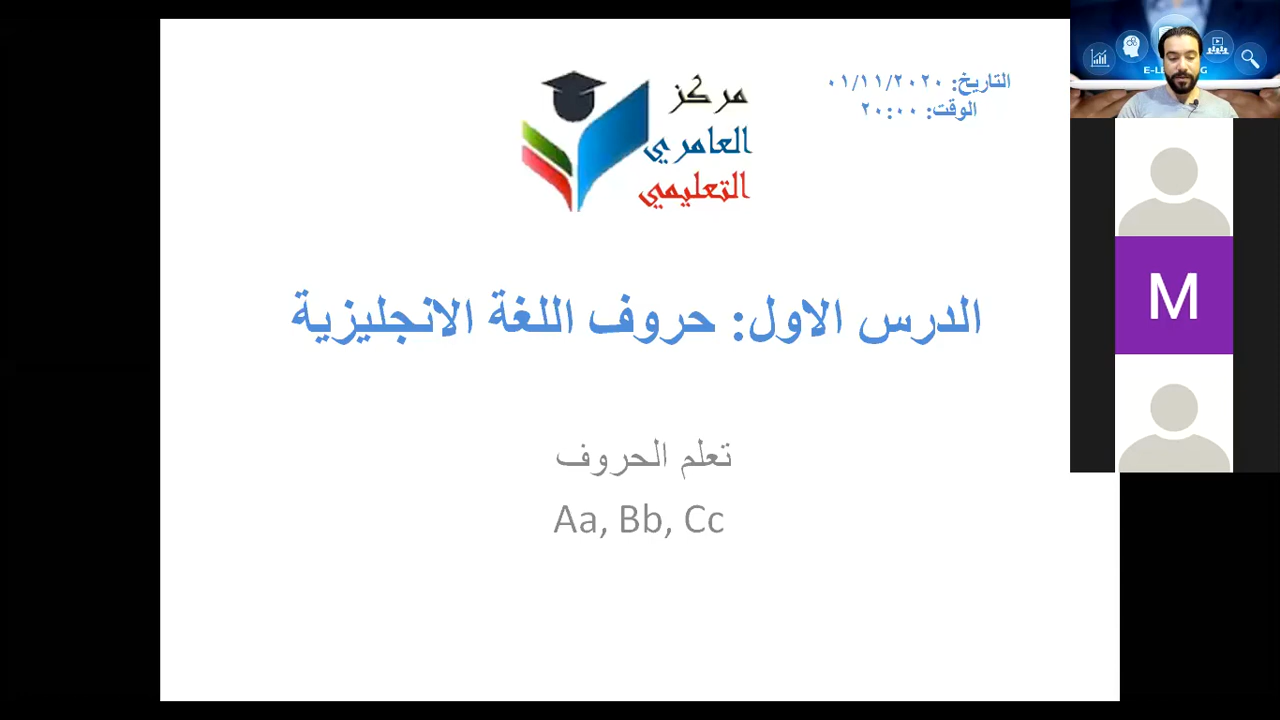 التاريخ: ٠١/١١/٢٠٢٠
الوقت: ٢٠:٠٠
مركز
العامري
التعليمي
الدرس الاول: حروف اللغة الانجليزية
تعلم الحروف
Aa, Bb, Cc
M